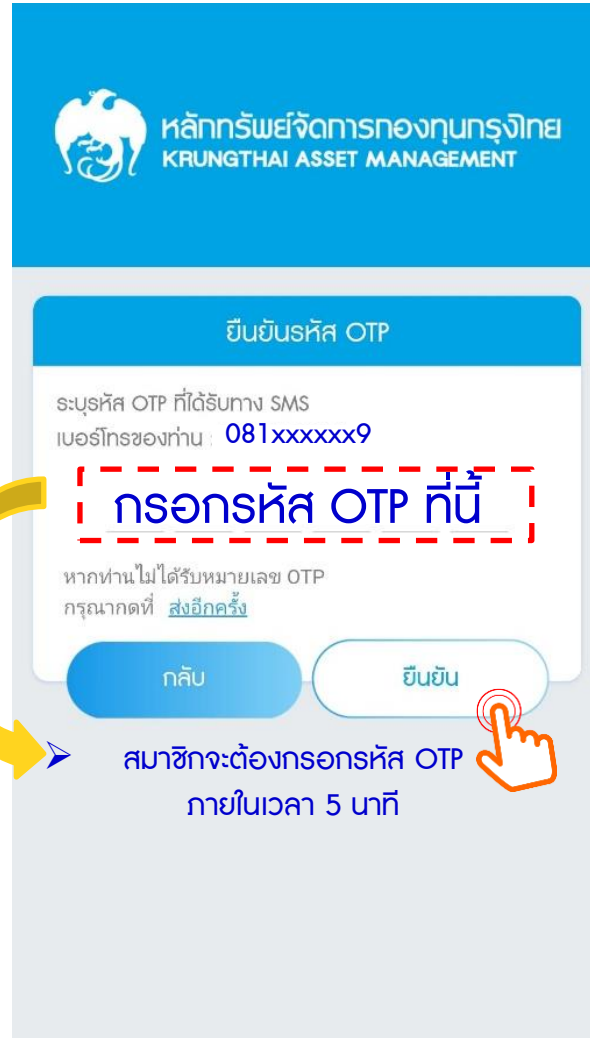 หลักทรัพย์จัดการกองทุนกรุงไทย
KRUNGTHAI ASSET MANAGEMENT
ยืนยันรหัส OTP
ระบุรหัส OTP ที่ได้รับทาง SMS
เบอร์โทรของท่าน : 081xxxxxx9
กรอกรหัส OTP ที่นี้
หากท่านไม่ได้รับหมายเลข OTP
กรุณากดที่ ส่งอีกครั้ง
กลับ
ยืนยัน
➢ สมาชิกจะต้องกรอกรหัส OTP
ภายในเวลา 5 นาที